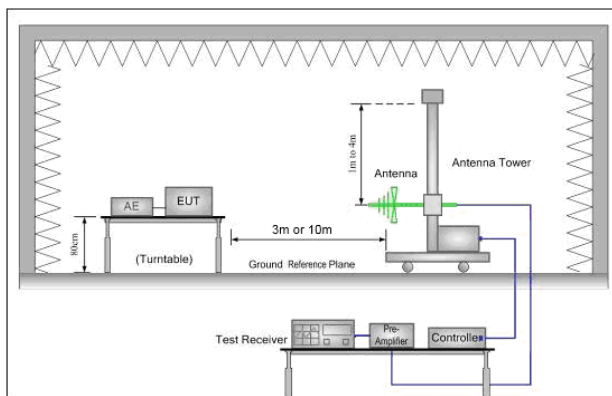 1m to 4m
Antenna
Antenna Tower
AE
EUT
3m or 10m
80cm
(Turntable)
Ground Reference Plane
Test Receiver
Pre-
Amplifier
Controller